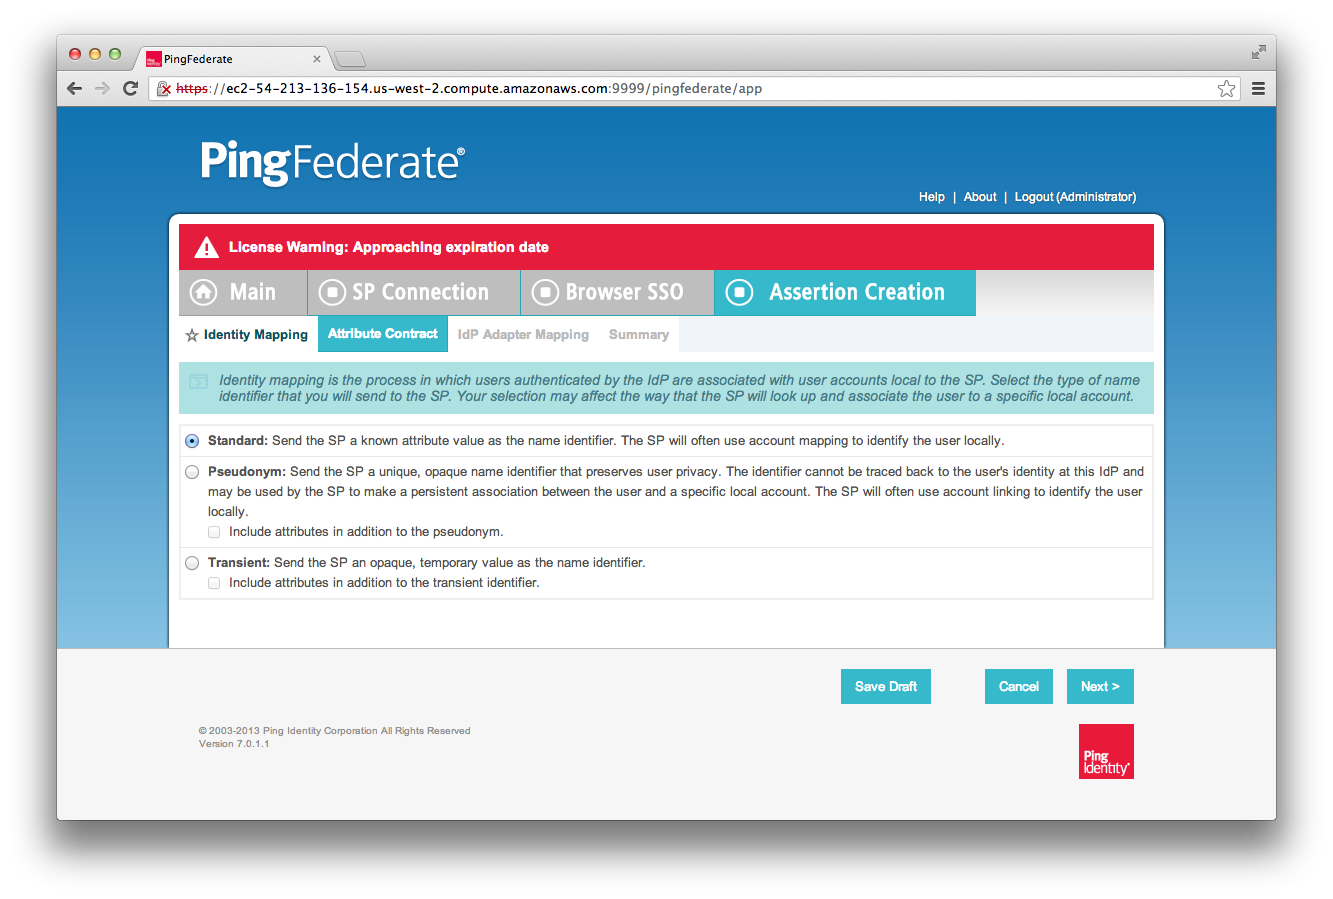 PingFederate
https://ec2-54-213-136-154.us-west-2.compute.amazonaws.com:9999/pingfederate/app
PingFederate®
Help | About | Logout (Administrator)
License Warning: Approaching expiration date
Main SP Connection Browser SSO Assertion Creation
Identity Mapping Attribute Contract IdP Adapter Mapping Summary
Identity mapping is the process in which users authenticated by the IdP are associated with user accounts local to the SP. Select the type of name
identifier that you will send to the SP. Your selection may affect the way that the SP will look up and associate the user to a specific local account.
Standard: Send the SP a known attribute value as the name identifier. The SP will often use account mapping to identify the user locally.
Pseudonym: Send the SP a unique, opaque name identifier that preserves user privacy. The identifier cannot be traced back to the user's identity at this IdP and
may be used by the SP to make a persistent association between the user and a specific local account. The SP will often use account linking to identify the user
locally.
Include attributes in addition to the pseudonym.
Transient: Send the SP an opaque, temporary value as the name identifier.
Include attributes in addition to the transient identifier.
Save Draft Cancel Next >
© 2003-2013 Ping Identity Corporation All Rights Reserved
Version 7.0.1.1
Ping
Identity